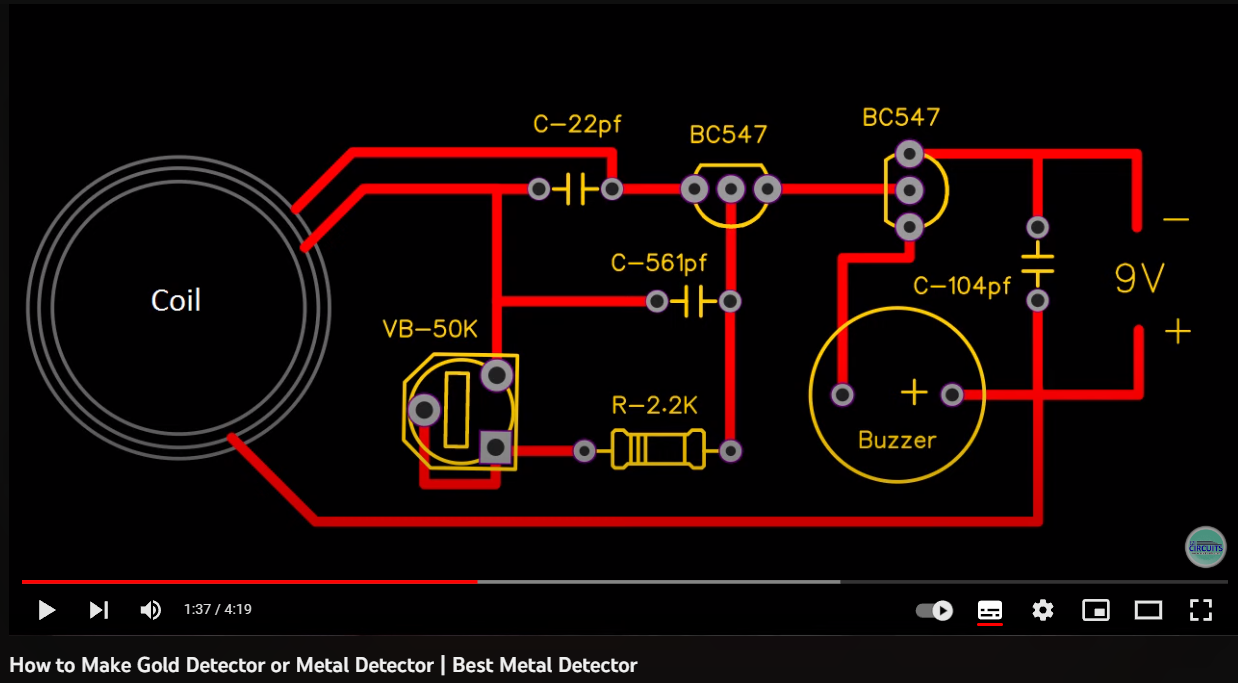 C-22pf
BC547
BC547
C-561pf
C-104pf
9V
-
+
Coil
VB-50K
R-2.2K
+
Buzzer
CIRCUITS
1:37 / 4:19
How to Make Gold Detector or Metal Detector | Best Metal Detector